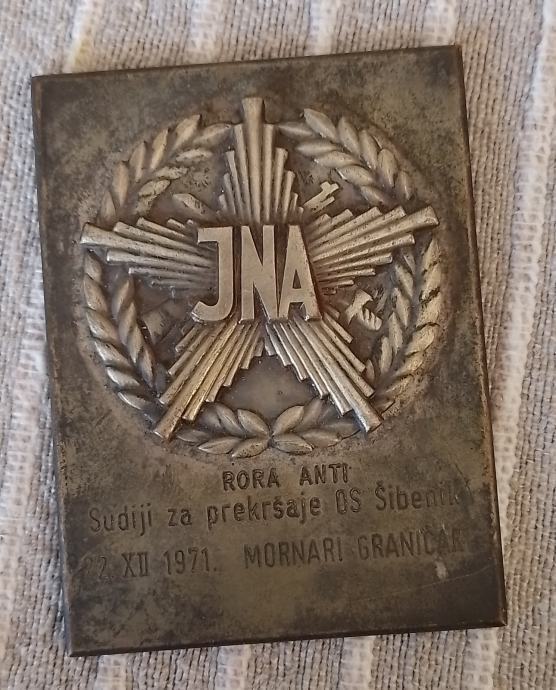 JNA
RORA ANTI
Sudiji za prekršaje OS Šibenik
22. XII 1971. MORNARI GRANIČARI